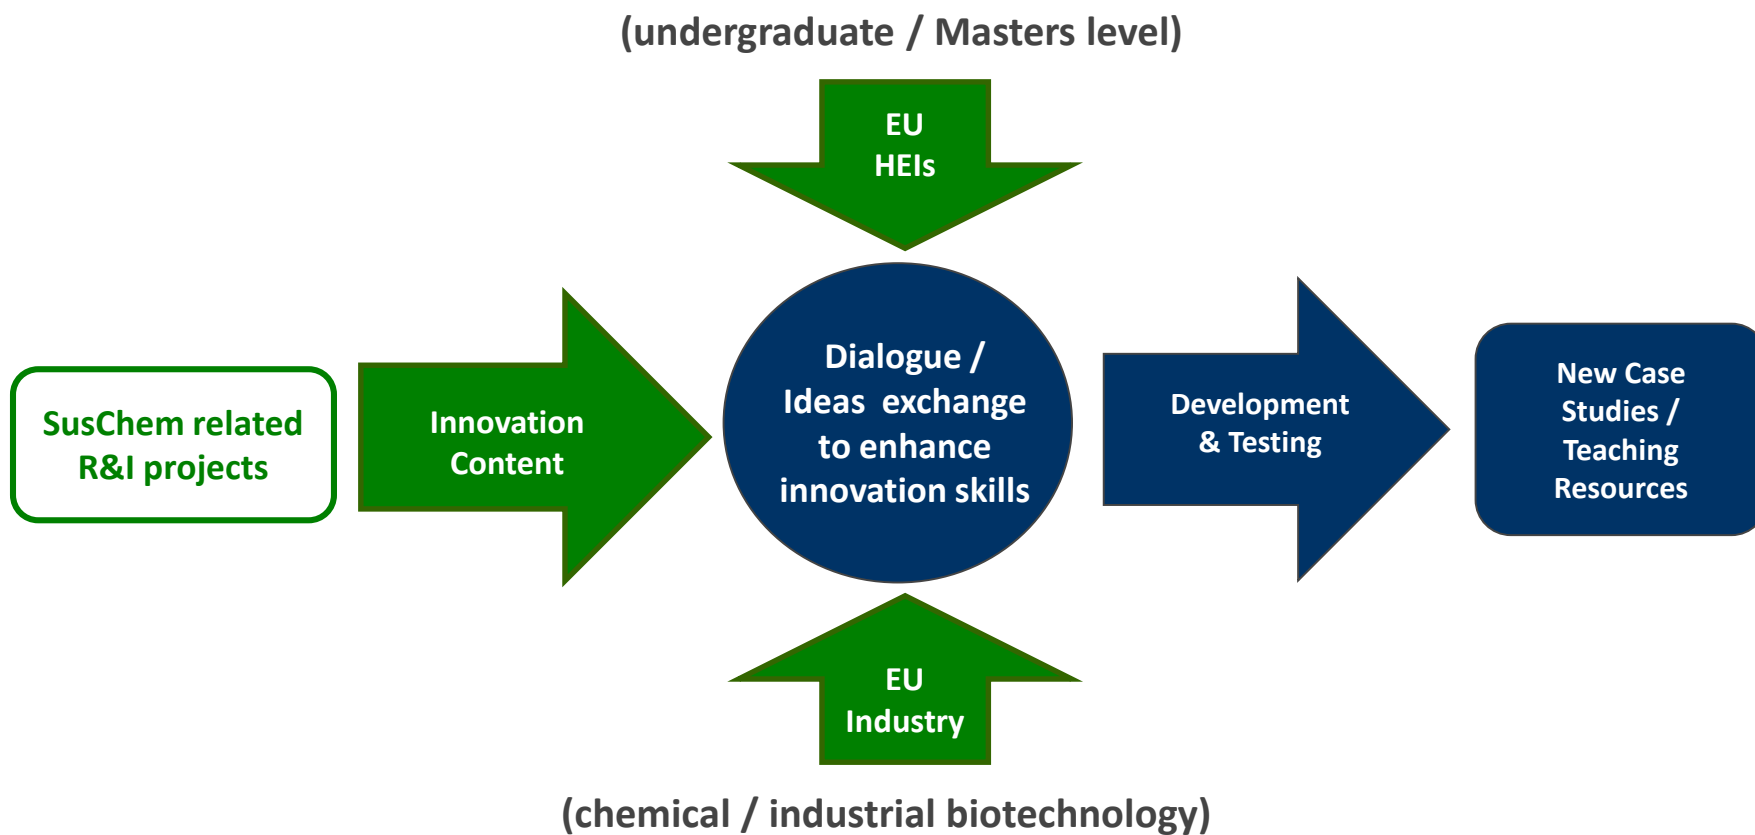 (undergraduate / Masters level)
EU
HEIs
SusChem related
R&I projects
Innovation
Content
Dialogue /
Ideas exchange
to enhance
innovation skills
Development
& Testing
New Case
Studies /
Teaching
Resources
EU
Industry
(chemical / industrial biotechnology)